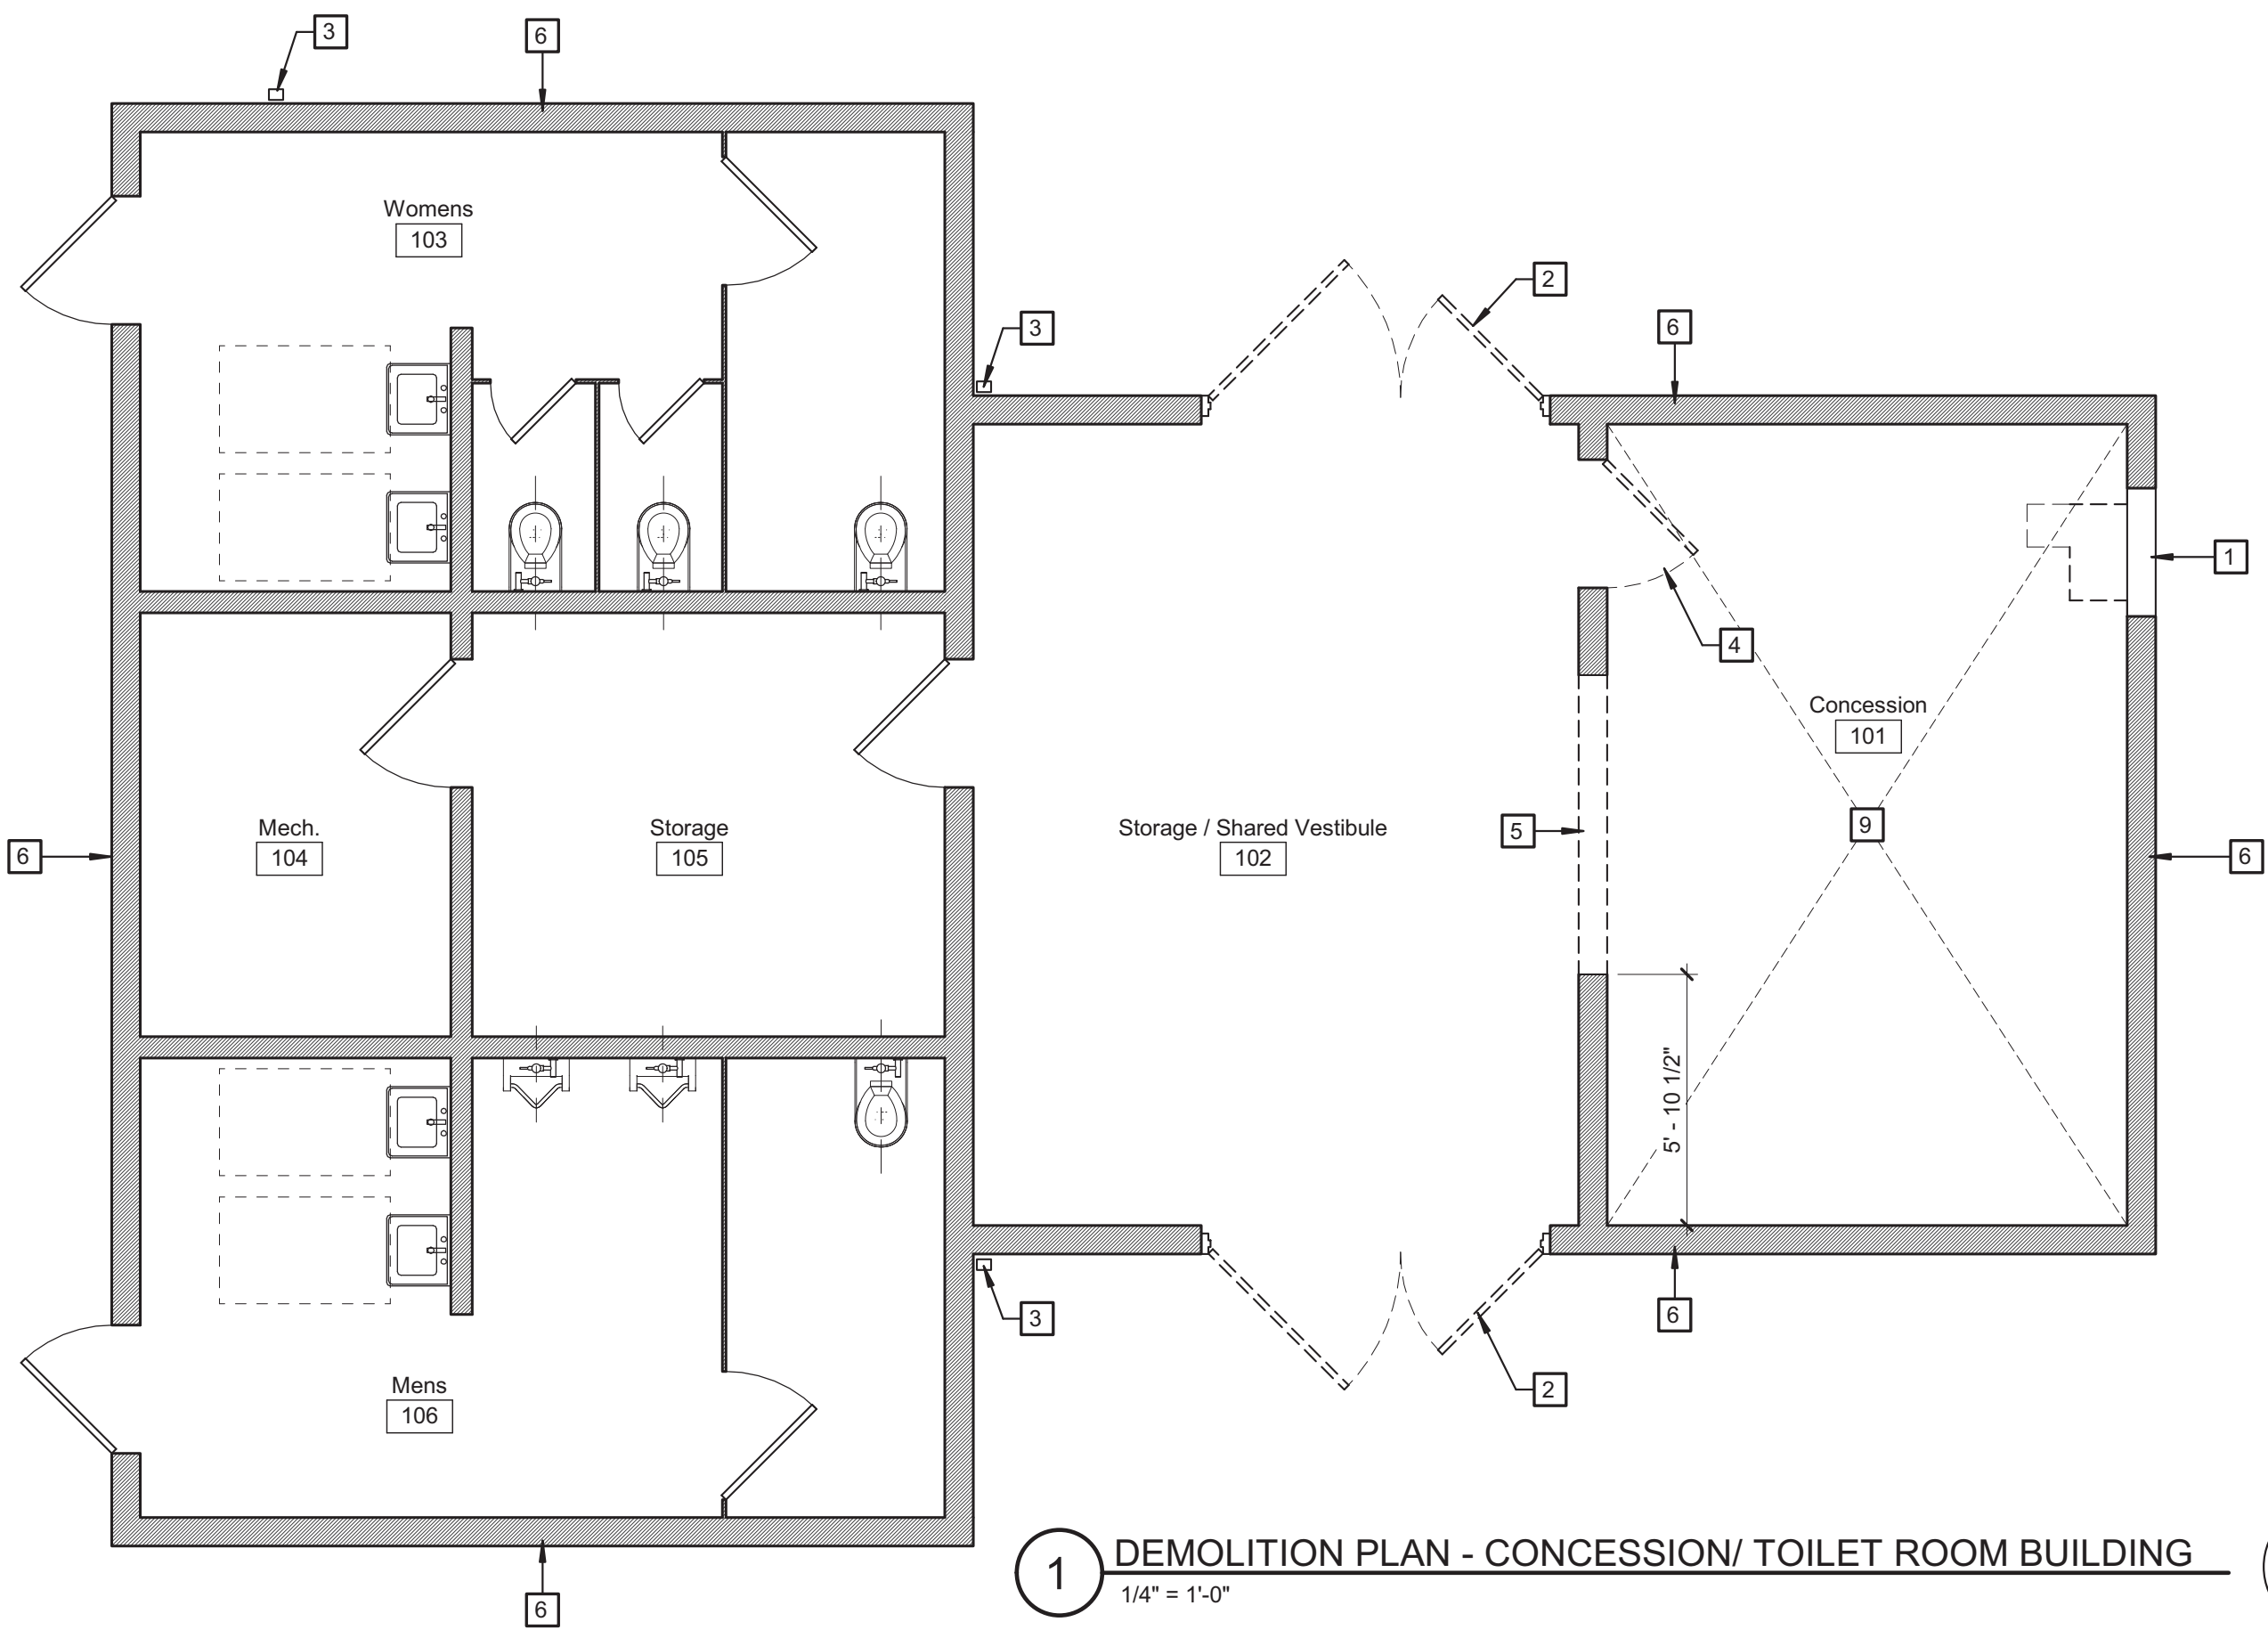 3
6
Womens
103
2
3
6
1
4
Concession
101
Mech.
104
Storage
105
Storage / Shared Vestibule
102
5
9
6
6
5' - 10 1/2"
3
6
2
Mens
106
1
DEMOLITION PLAN - CONCESSION/ TOILET ROOM BUILDING
1/4" = 1'-0"
6